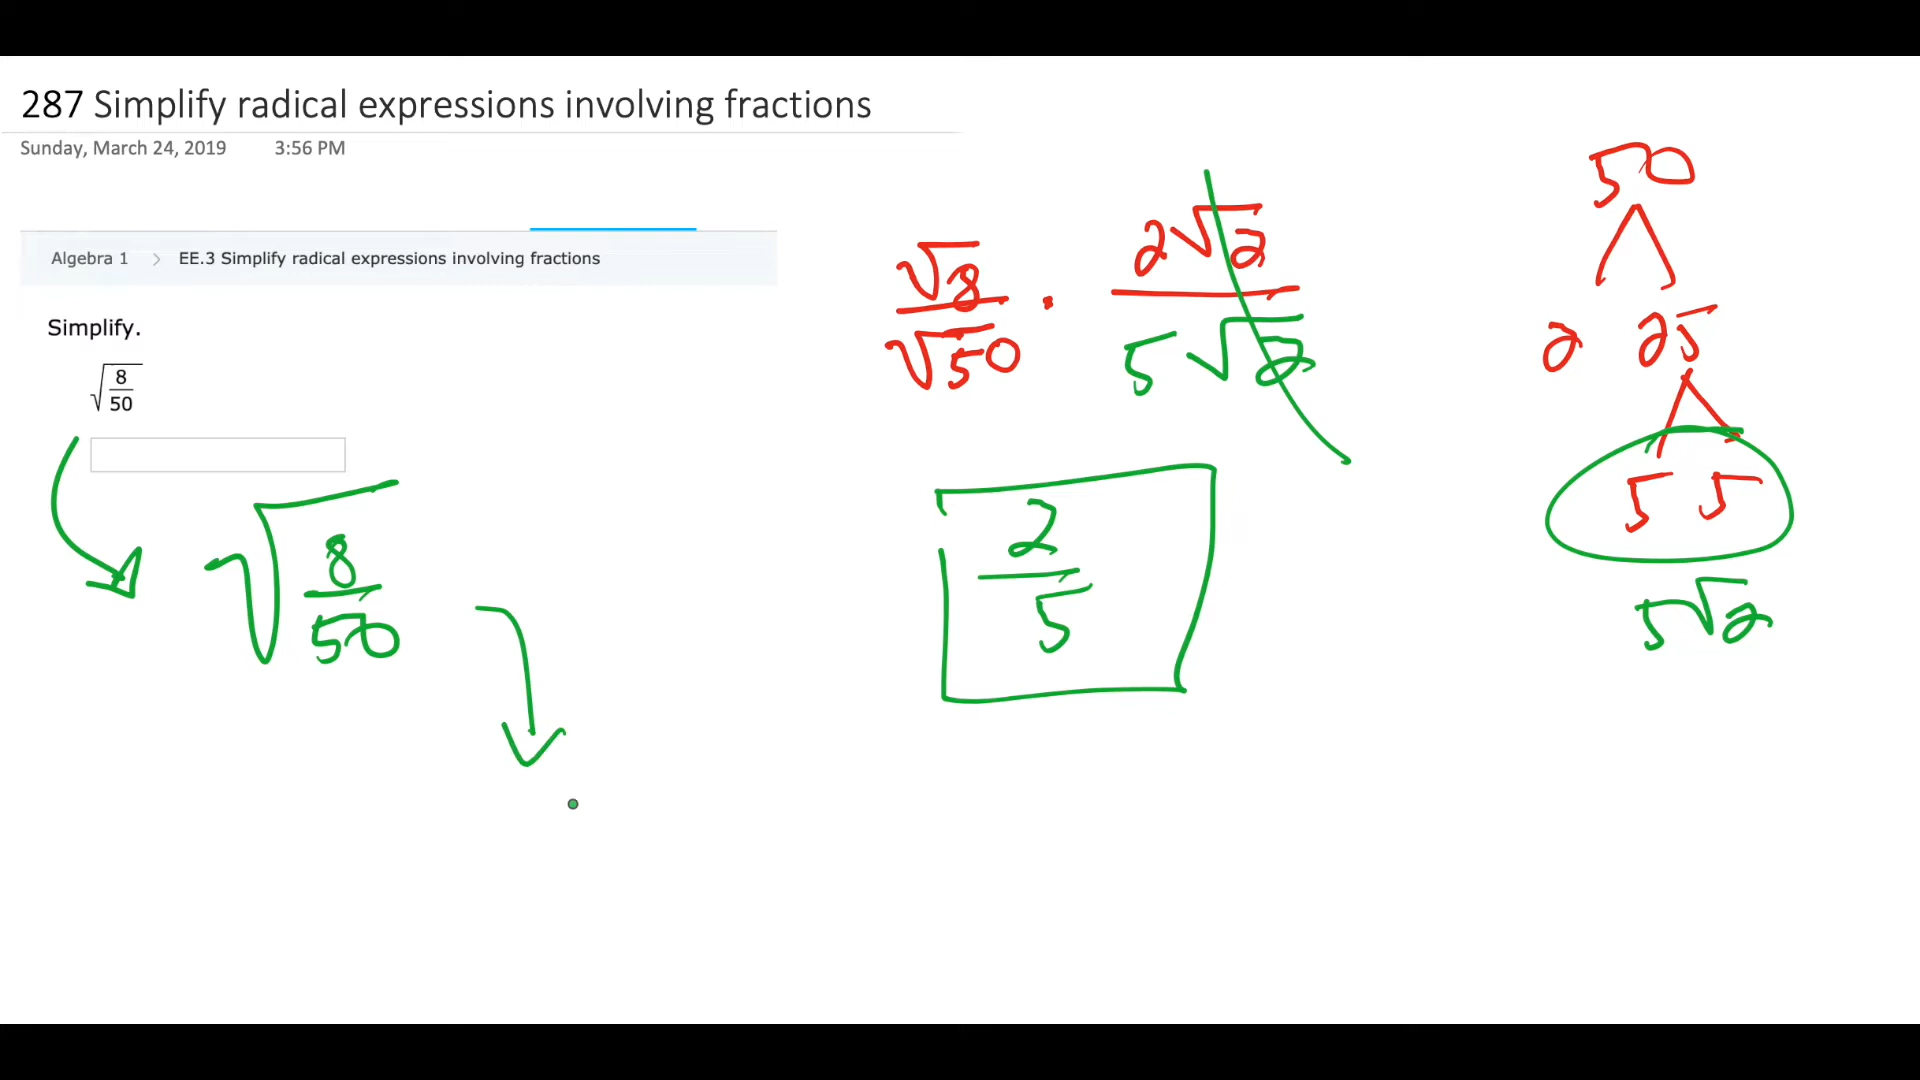 287 Simplify radical expressions involving fractions
Sunday, March 24, 2019 3:56 PM
Algebra 1 > EE.3 Simplify radical expressions involving fractions
Simplify.
√(8/50)
√(8/50)
√8/√50 · 2√2/5√2
2/5
50
2 25
5 5
5√2